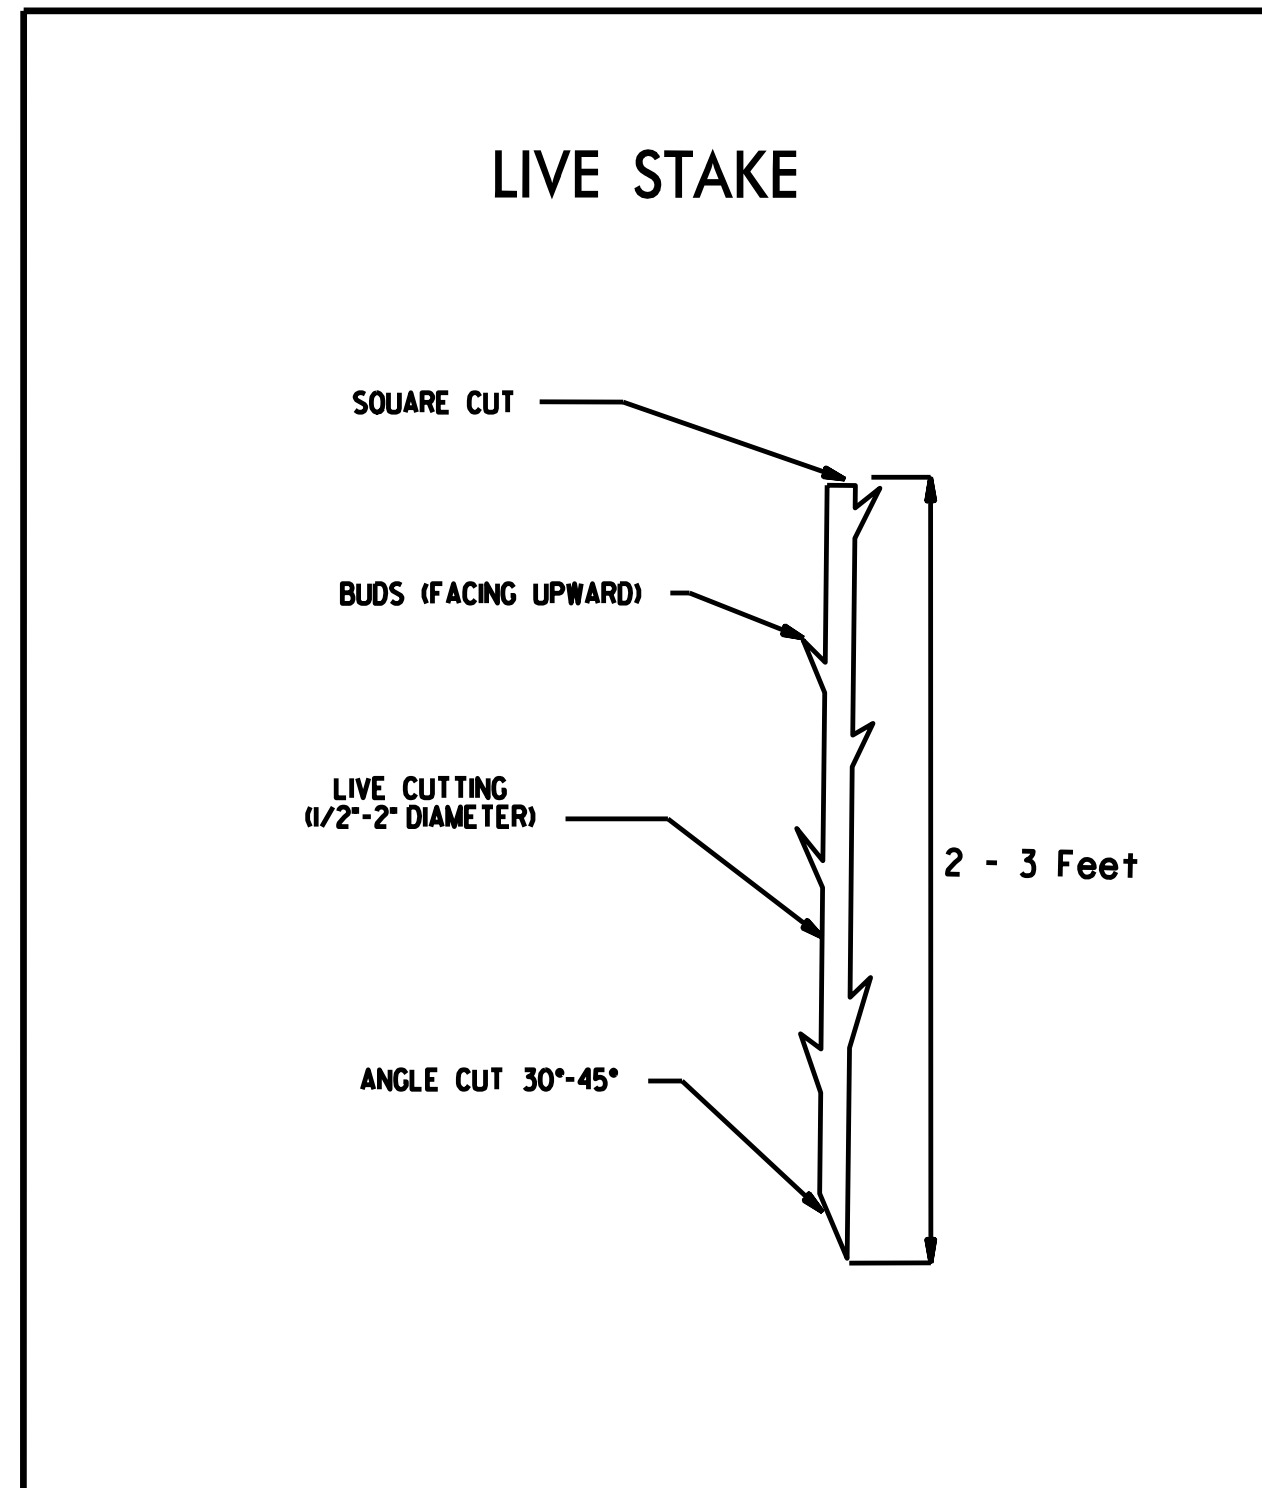 LIVE STAKE
SQUARE CUT
BUDS (FACING UPWARD)
LIVE CUTTING
(1/2"-2" DIAMETER)
2 - 3 Feet
ANGLE CUT 30°-45°